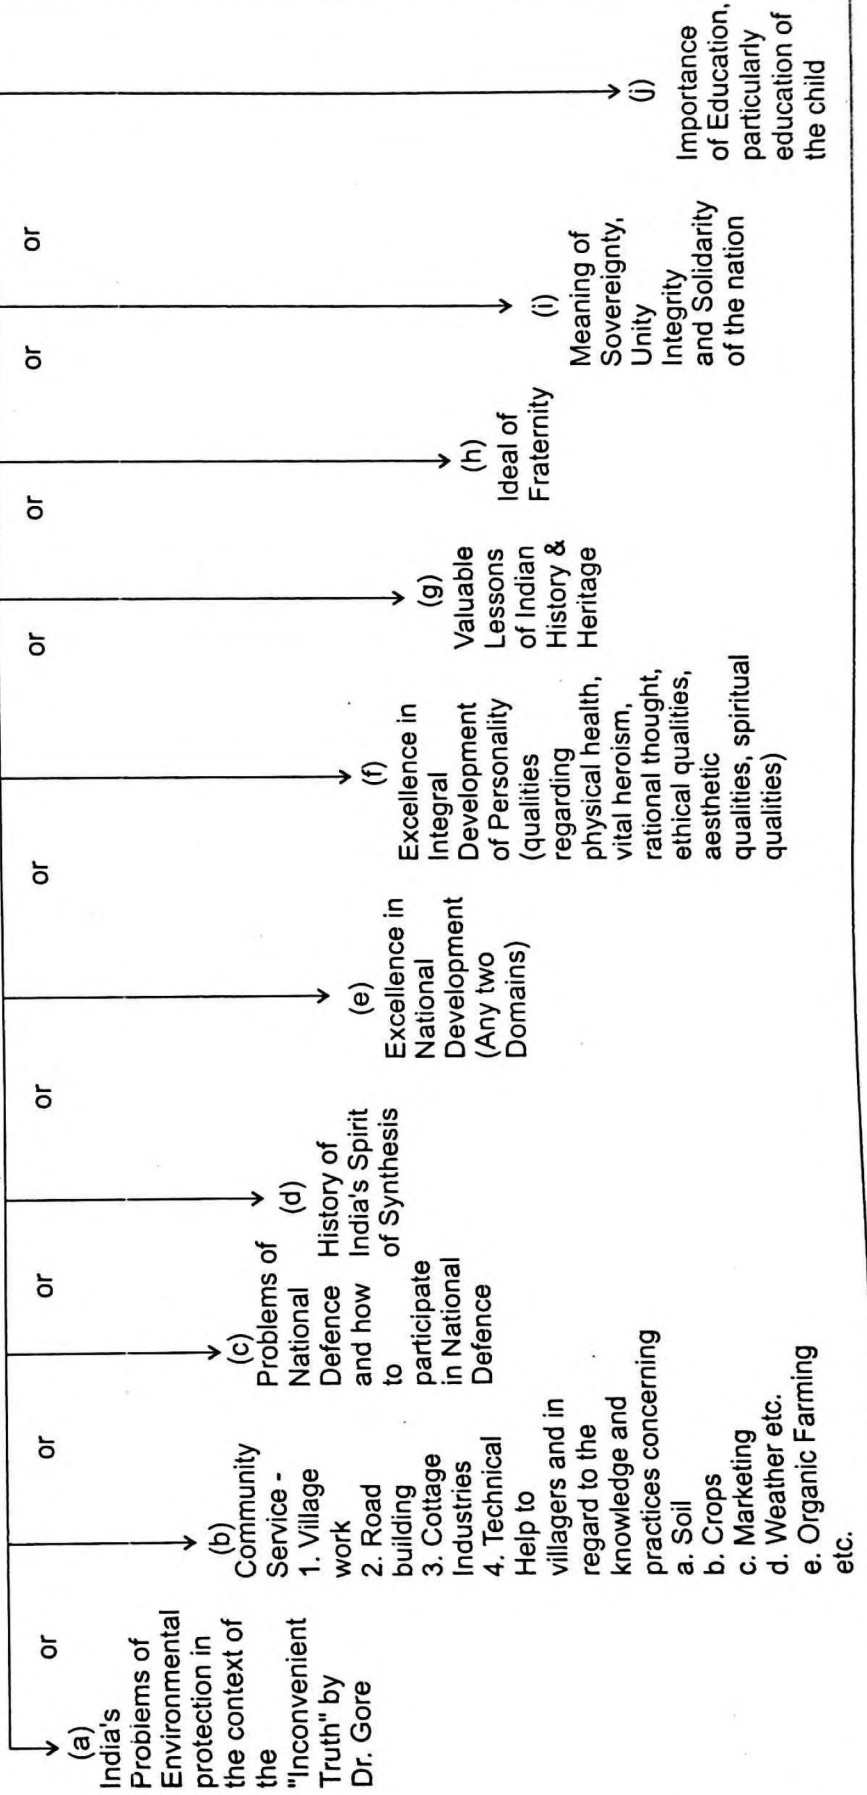 (a)
India's
Problems of
Environmental
protection in
the context of
the
"Inconvenient
Truth" by
Dr. Gore
or
(b)
Community
Service -
1. Village
work
2. Road
building
3. Cottage
Industries
4. Technical
Help to
villagers and in
regard to the
knowledge and
practices concerning
a. Soil
b. Crops
c. Marketing
d. Weather etc.
e. Organic Farming
etc.
or
(c)
Problems of
National
Defence
and how
to
participate
in National
Defence
or
(d)
History of
India's Spirit
of Synthesis
or
(e)
Excellence in
National
Development
(Any two
Domains)
or
(f)
Excellence in
Integral
Development
of Personality
(qualities
regarding
physical health,
vital heroism,
rational thought,
ethical qualities,
aesthetic
qualities, spiritual
qualities)
or
(g)
Valuable
Lessons
of Indian
History &
Heritage
or
(h)
Ideal of
Fraternity
or
(i)
Meaning of
Sovereignty,
Unity
Integrity
and Solidarity
of the nation
or
(j)
Importance
of Education,
particularly
education of
the child